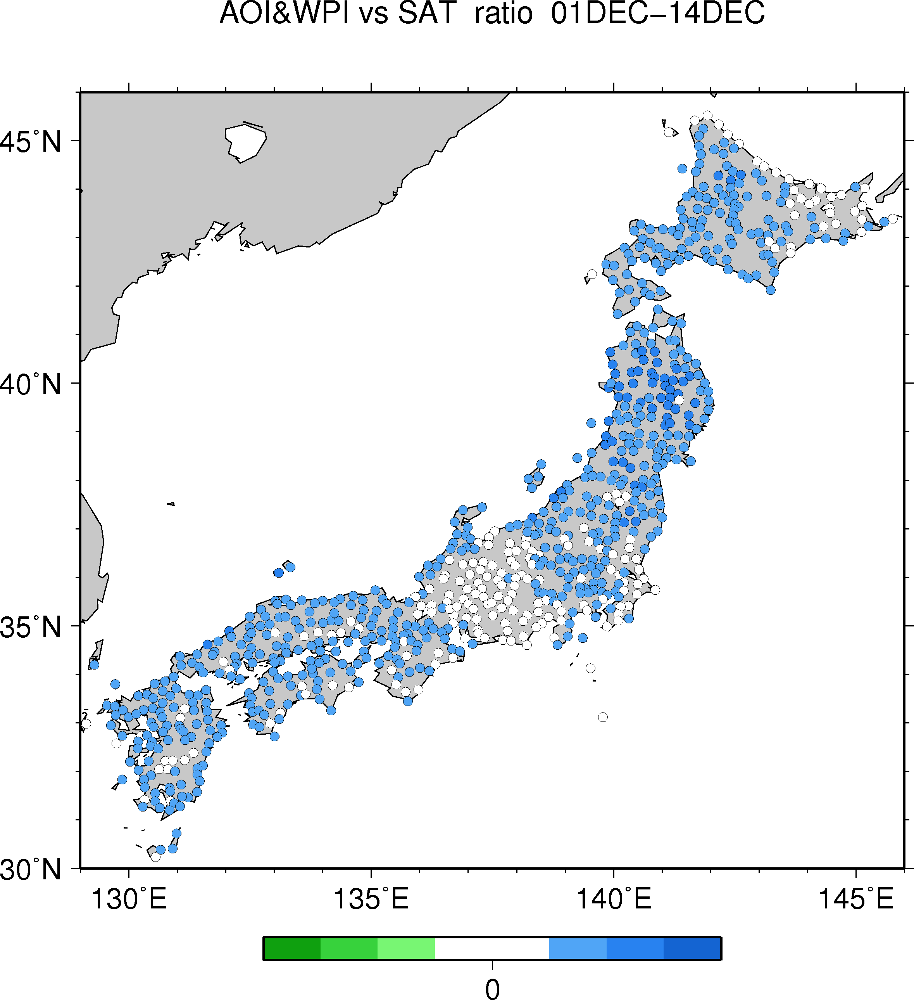 AOI&WPI vs SAT ratio 01DEC−14DEC
45˚N
40˚N
35˚N
30˚N
130˚E 135˚E 140˚E 145˚E
0